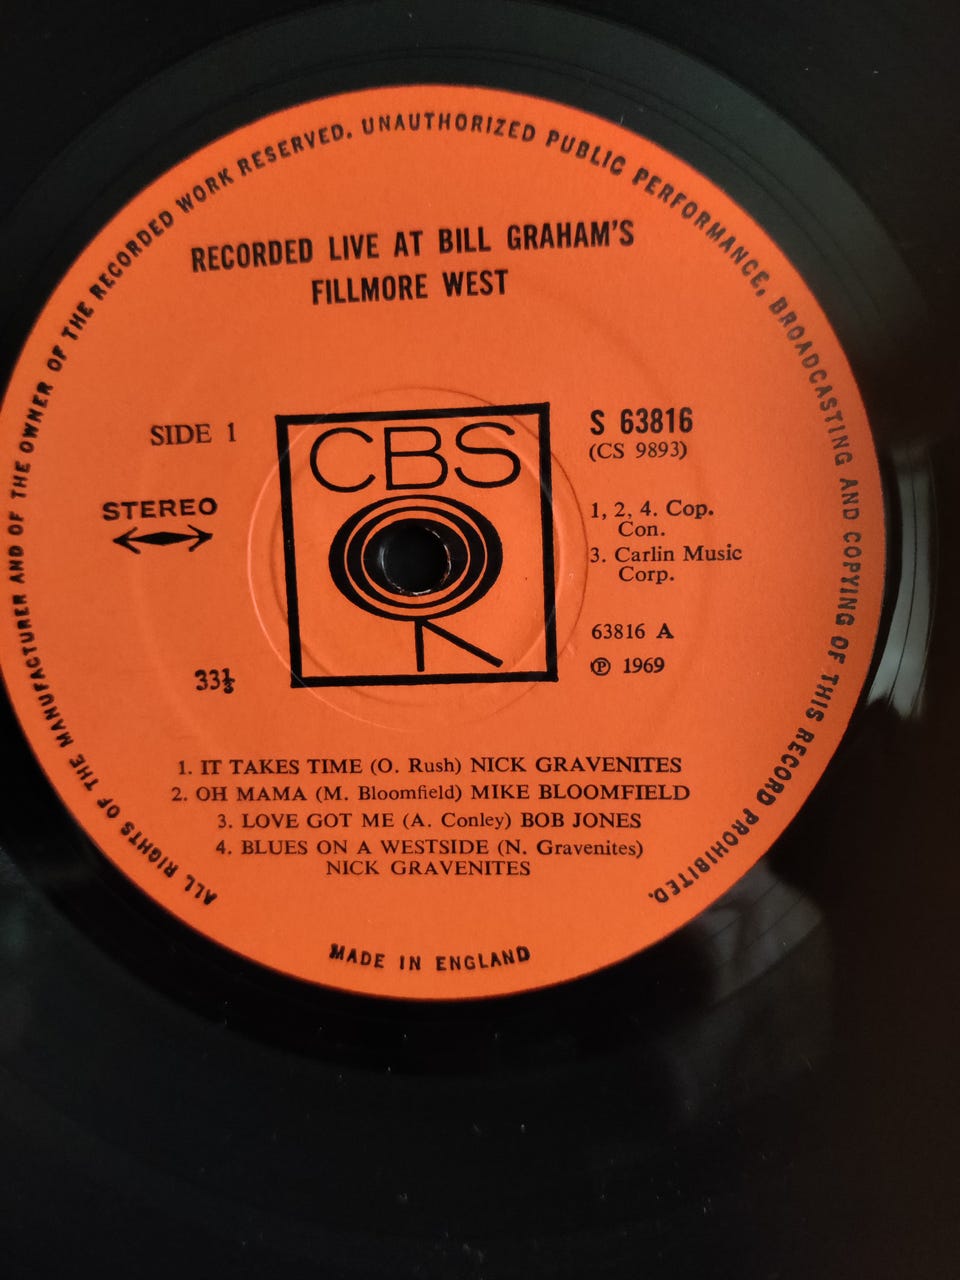 ALL RIGHTS OF THE MANUFACTURER AND OF THE OWNER OF THE RECORDED WORK RESERVED. UNAUTHORIZED PUBLIC PERFORMANCE, BROADCASTING AND COPYING OF THIS RECORD PROHIBITED.
RECORDED LIVE AT BILL GRAHAM'S
FILLMORE WEST
SIDE 1
STEREO
33⅓
CBS
S 63816
(CS 9893)
1, 2, 4. Cop.
Con.
3. Carlin Music
Corp.
63816 A
℗ 1969
1. IT TAKES TIME (O. Rush) NICK GRAVENITES
2. OH MAMA (M. Bloomfield) MIKE BLOOMFIELD
3. LOVE GOT ME (A. Conley) BOB JONES
4. BLUES ON A WESTSIDE (N. Gravenites)
NICK GRAVENITES
MADE IN ENGLAND